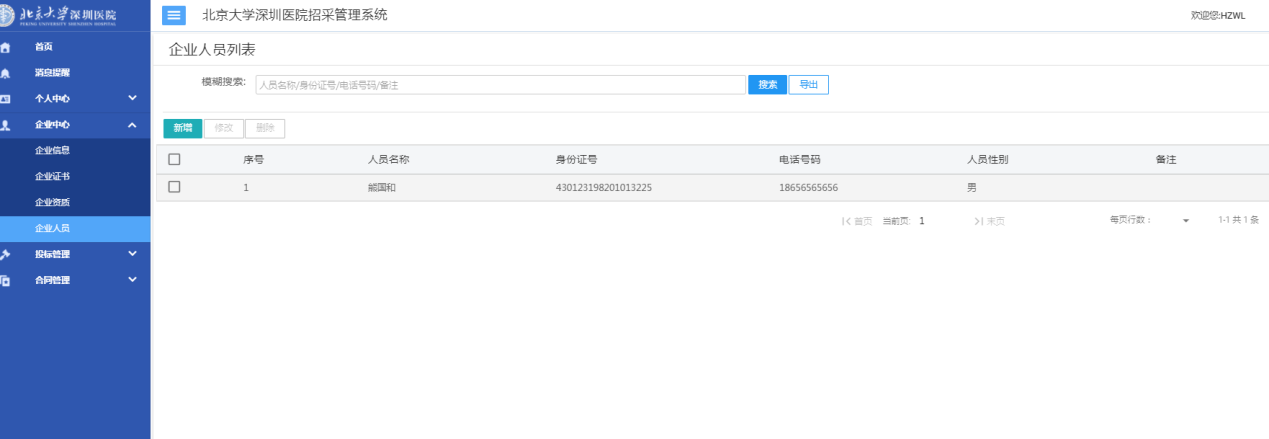 北京大学深圳医院
PEKING UNIVERSITY SHENZHEN HOSPITAL
北京大学深圳医院招采管理系统
欢迎您:HZWL
首页
消息提醒
个人中心
企业中心
企业信息
企业证书
企业资质
企业人员
投标管理
合同管理
企业人员列表
模糊搜索: 人员名称/身份证号/电话号码/备注 搜索 导出
新增 修改 删除
序号 人员名称 身份证号 电话号码 人员性别 备注
1 熊国和 430123198201013225 18656565656 男
首页 当前页: 1 末页 每页行数: 1-1 共 1 条